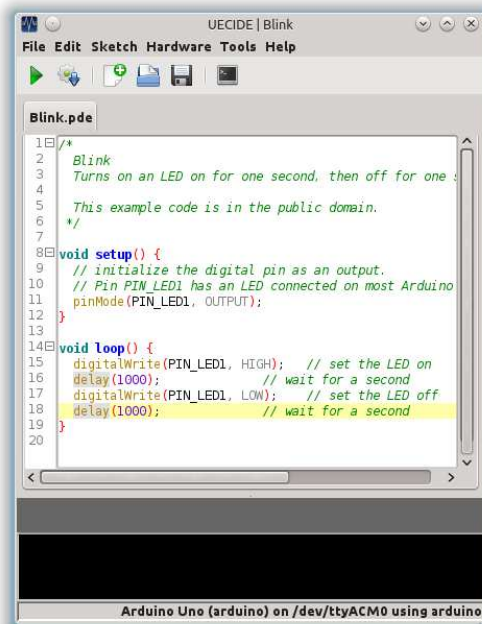 UECIDE | Blink
File Edit Sketch Hardware Tools Help
Blink.pde
1 /*
2 Blink
3 Turns on an LED on for one second, then off for one s
4
5 This example code is in the public domain.
6 */
7
8 void setup() {
9 // initialize the digital pin as an output.
10 // Pin PIN_LED1 has an LED connected on most Arduino
11 pinMode(PIN_LED1, OUTPUT);
12 }
13
14 void loop() {
15 digitalWrite(PIN_LED1, HIGH); // set the LED on
16 delay(1000); // wait for a second
17 digitalWrite(PIN_LED1, LOW); // set the LED off
18 delay(1000); // wait for a second
19 }
20
Arduino Uno (arduino) on /dev/ttyACM0 using arduino